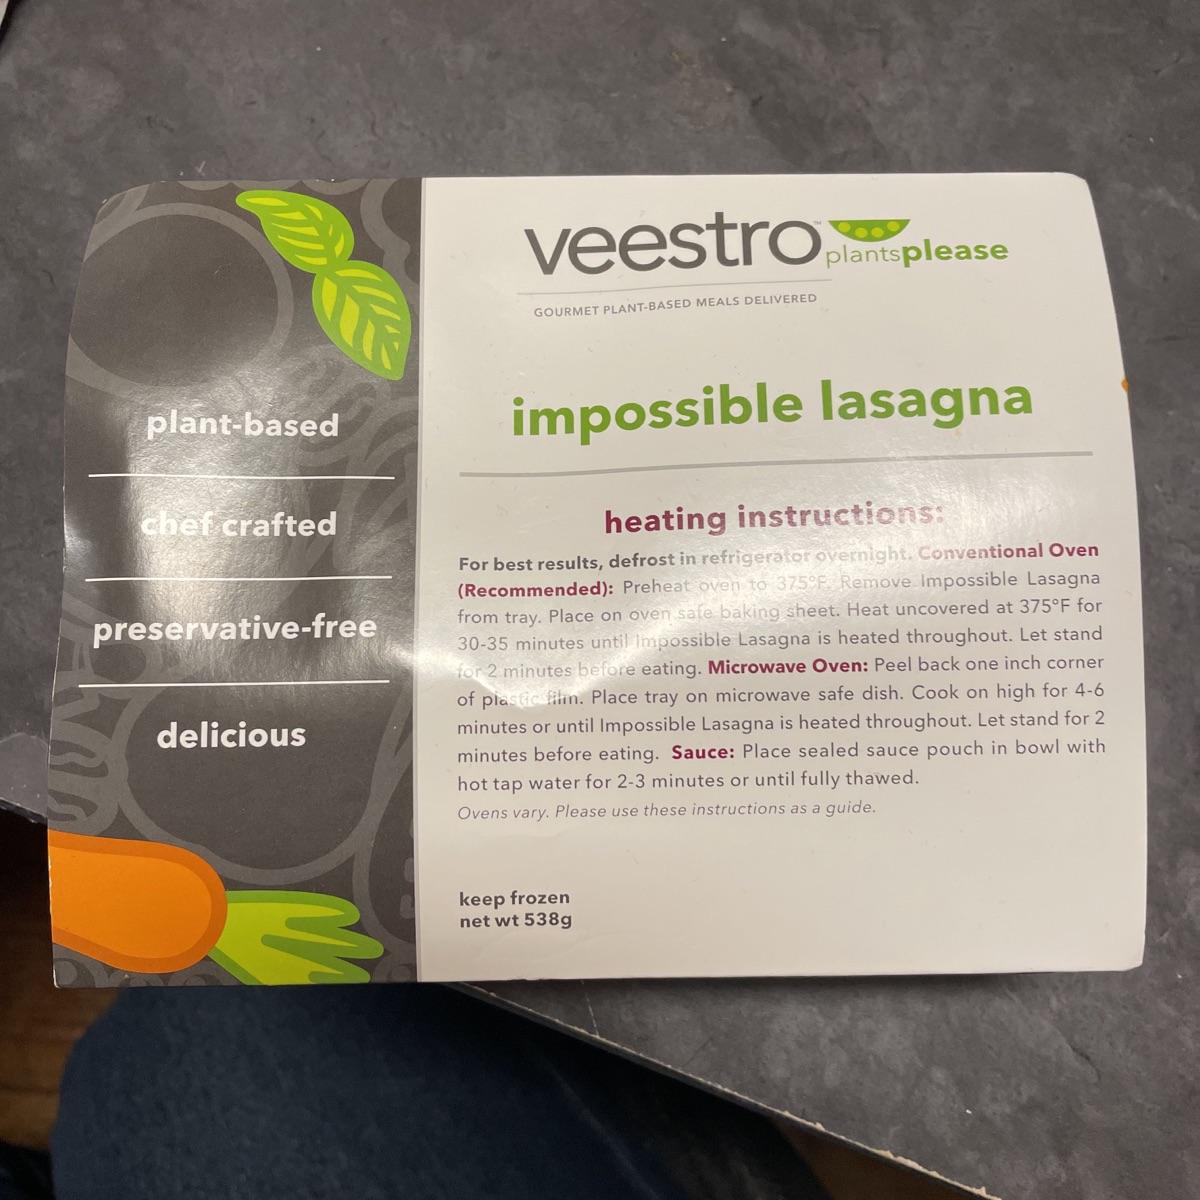 veestro™
plantsplease
GOURMET PLANT-BASED MEALS DELIVERED
impossible lasagna
plant-based
chef crafted
preservative-free
delicious
heating instructions:
For best results, defrost in refrigerator overnight. Conventional Oven
(Recommended): Preheat oven to 375°F. Remove Impossible Lasagna
from tray. Place on oven safe baking sheet. Heat uncovered at 375°F for
30-35 minutes until Impossible Lasagna is heated throughout. Let stand
for 2 minutes before eating. Microwave Oven: Peel back one inch corner
of plastic film. Place tray on microwave safe dish. Cook on high for 4-6
minutes or until Impossible Lasagna is heated throughout. Let stand for 2
minutes before eating. Sauce: Place sealed sauce pouch in bowl with
hot tap water for 2-3 minutes or until fully thawed.
Ovens vary. Please use these instructions as a guide.
keep frozen
net wt 538g